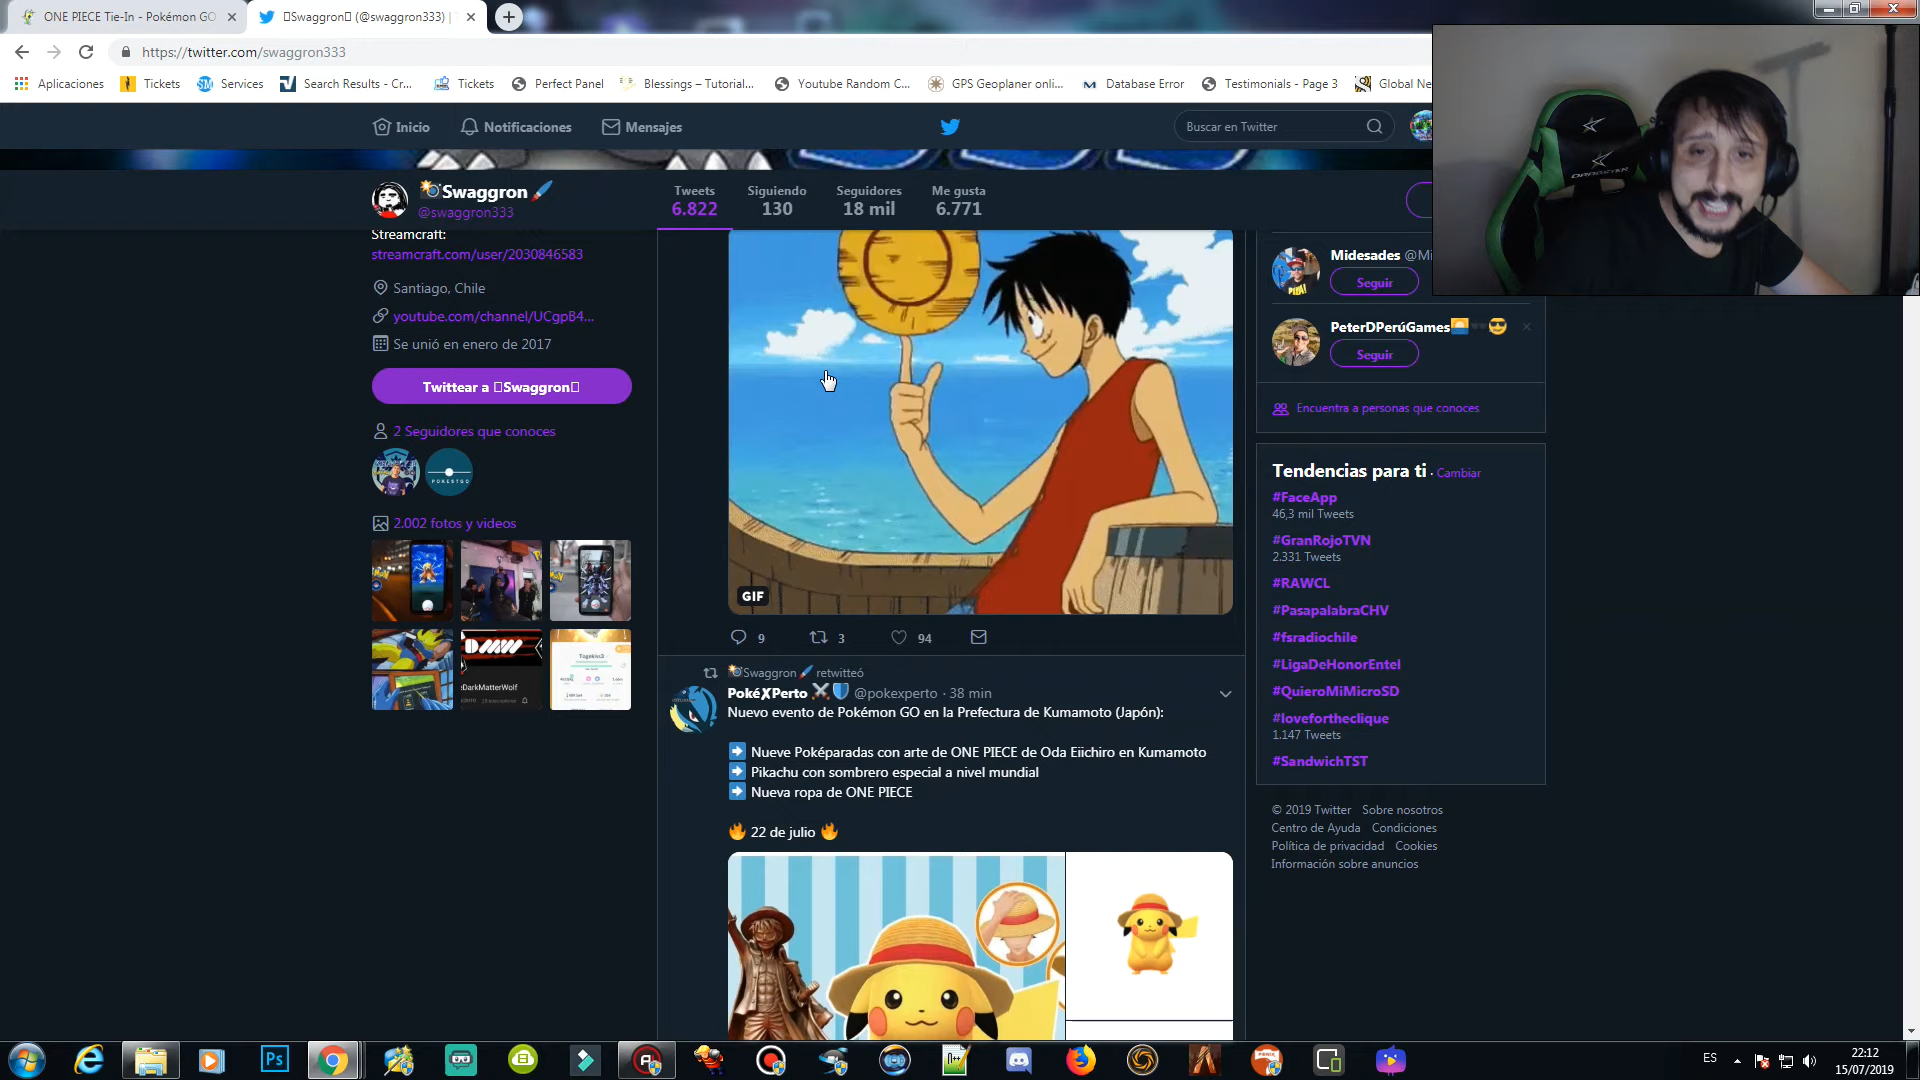 ONE PIECE Tie-In - Pokémon GO
Swaggron (@swaggron333) |
https://twitter.com/swaggron333
Aplicaciones
Tickets
Services
Search Results - Cr...
Tickets
Perfect Panel
Blessings – Tutorial...
Youtube Random C...
GPS Geoplaner onli...
Database Error
Testimonials - Page 3
Global Ne
Inicio
Notificaciones
Mensajes
Buscar en Twitter
Swaggron
@swaggron333
Tweets
6.822
Siguiendo
130
Seguidores
18 mil
Me gusta
6.771
Streamcraft:
streamcraft.com/user/2030846583
Santiago, Chile
youtube.com/channel/UCgpB4...
Se unió en enero de 2017
Twittear a Swaggron
2 Seguidores que conoces
POKESTGO
2.002 fotos y videos
eDarkMatterWolf
GIF
9
3
94
Swaggron retwitteó
PokéXPerto @pokexperto · 38 min
Nuevo evento de Pokémon GO en la Prefectura de Kumamoto (Japón):
Nueve Poképaradas con arte de ONE PIECE de Oda Eiichiro en Kumamoto
Pikachu con sombrero especial a nivel mundial
Nueva ropa de ONE PIECE
22 de julio
Midesades @Mi
Seguir
PeterDPerúGames
Seguir
Encuentra a personas que conoces
Tendencias para ti · Cambiar
#FaceApp
46,3 mil Tweets
#GranRojoTVN
2.331 Tweets
#RAWCL
#PasapalabraCHV
#fsradiochile
#LigaDeHonorEntel
#QuieroMiMicroSD
#lovefortheclique
1.147 Tweets
#SandwichTST
© 2019 Twitter Sobre nosotros
Centro de Ayuda Condiciones
Política de privacidad Cookies
Información sobre anuncios
Ps
ES
22:12
15/07/2019